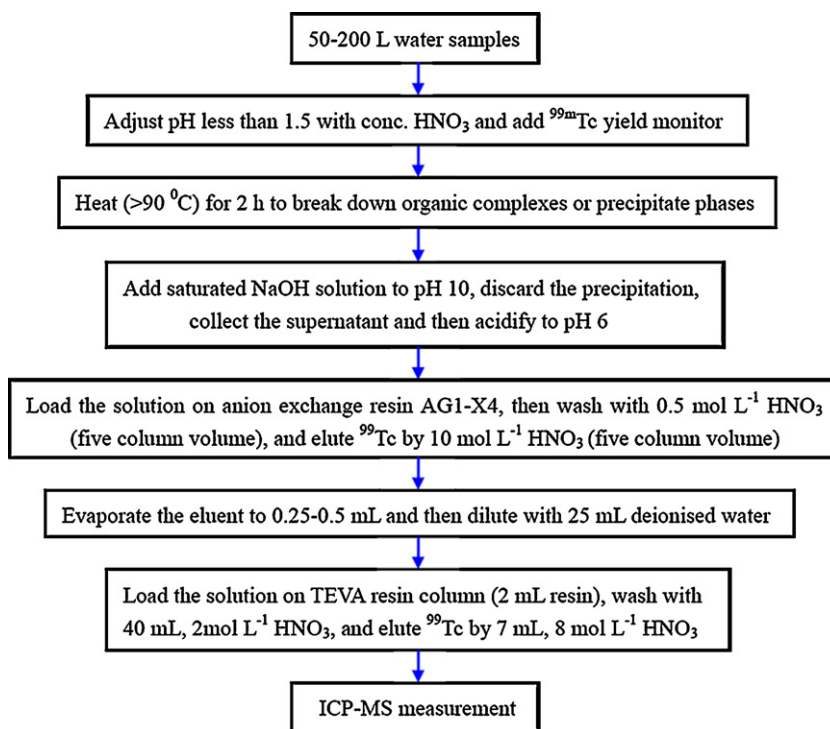 50-200 L water samples
Adjust pH less than 1.5 with conc. HNO₃ and add ⁹⁹ᵐTc yield monitor
Heat (>90 ⁰C) for 2 h to break down organic complexes or precipitate phases
Add saturated NaOH solution to pH 10, discard the precipitation,
collect the supernatant and then acidify to pH 6
Load the solution on anion exchange resin AG1-X4, then wash with 0.5 mol L⁻¹ HNO₃
(five column volume), and elute ⁹⁹Tc by 10 mol L⁻¹ HNO₃ (five column volume)
Evaporate the eluent to 0.25-0.5 mL and then dilute with 25 mL deionised water
Load the solution on TEVA resin column (2 mL resin), wash with
40 mL, 2mol L⁻¹ HNO₃, and elute ⁹⁹Tc by 7 mL, 8 mol L⁻¹ HNO₃
ICP-MS measurement